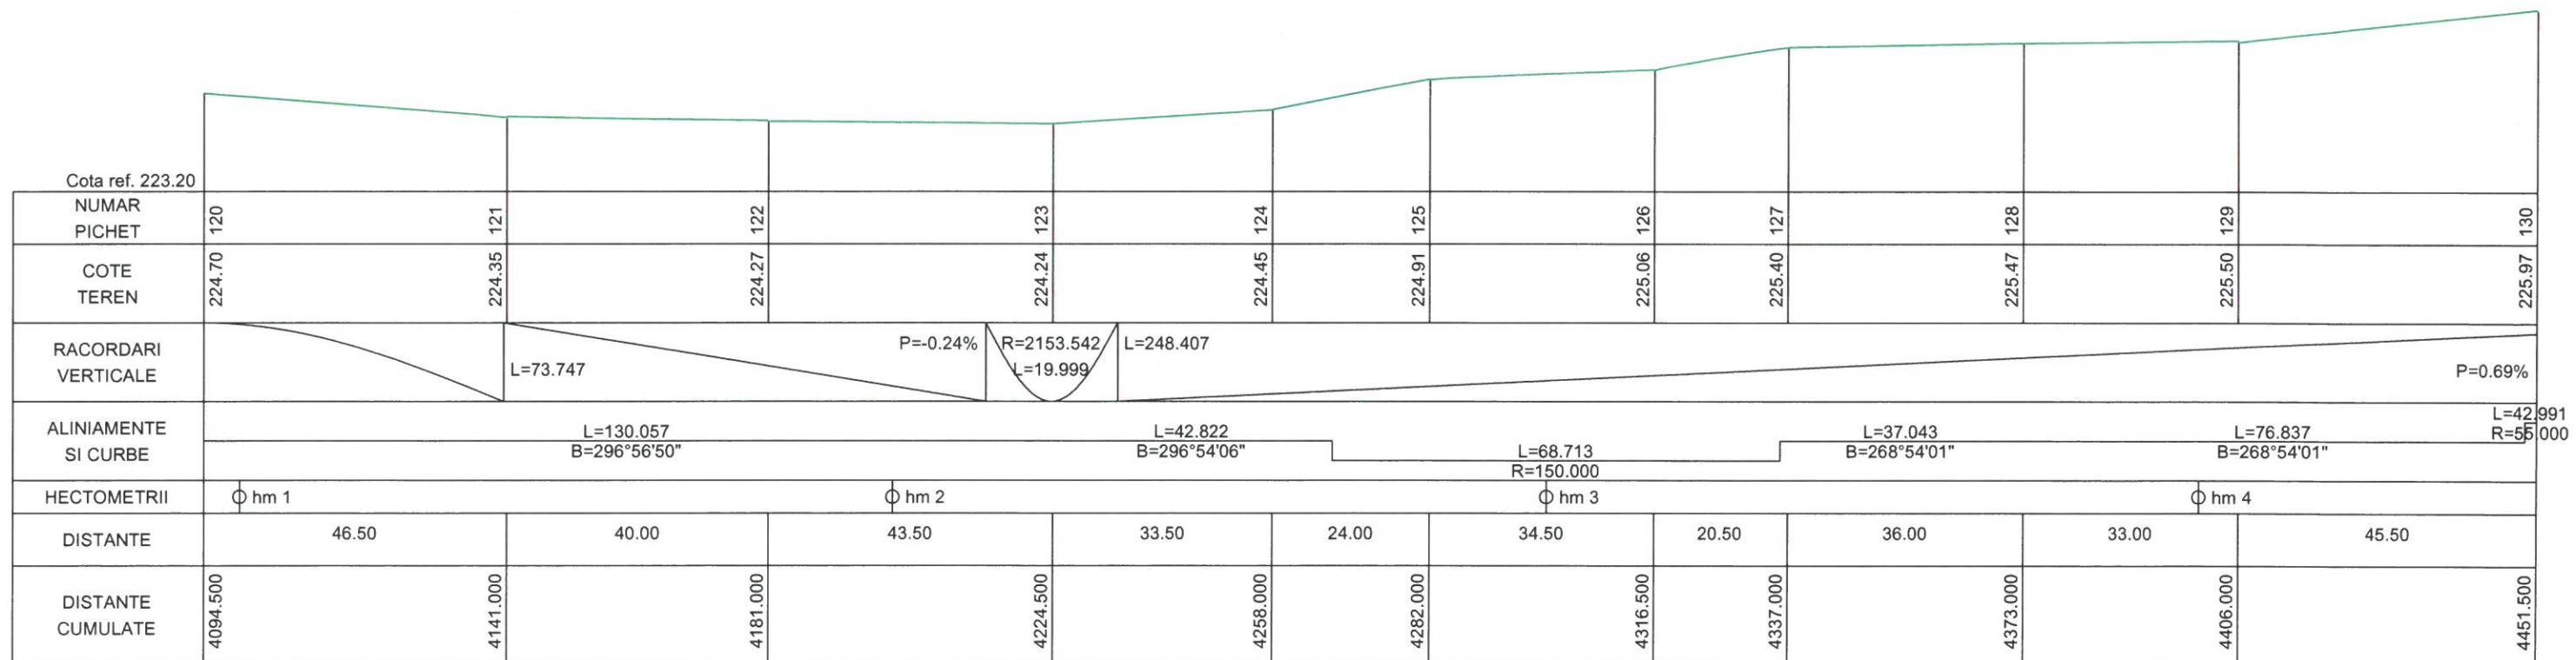 Cota ref. 223.20
NUMAR
PICHET
120 121 122 123 124 125 126 127 128 129 130
COTE
TEREN
224.70 224.35 224.27 224.24 224.45 224.91 225.06 225.40 225.47 225.50 225.97
RACORDARI
VERTICALE
L=73.747
P=-0.24%
R=2153.542
L=19.999
L=248.407
P=0.69%
ALINIAMENTE
SI CURBE
L=130.057
B=296°56'50"
L=42.822
B=296°54'06"
L=68.713
R=150.000
L=37.043
B=268°54'01"
L=76.837
B=268°54'01"
L=42.991
R=55.000
HECTOMETRII
hm 1 hm 2 hm 3 hm 4
DISTANTE
46.50 40.00 43.50 33.50 24.00 34.50 20.50 36.00 33.00 45.50
DISTANTE
CUMULATE
4094.500 4141.000 4181.000 4224.500 4258.000 4282.000 4316.500 4337.000 4373.000 4406.000 4451.500